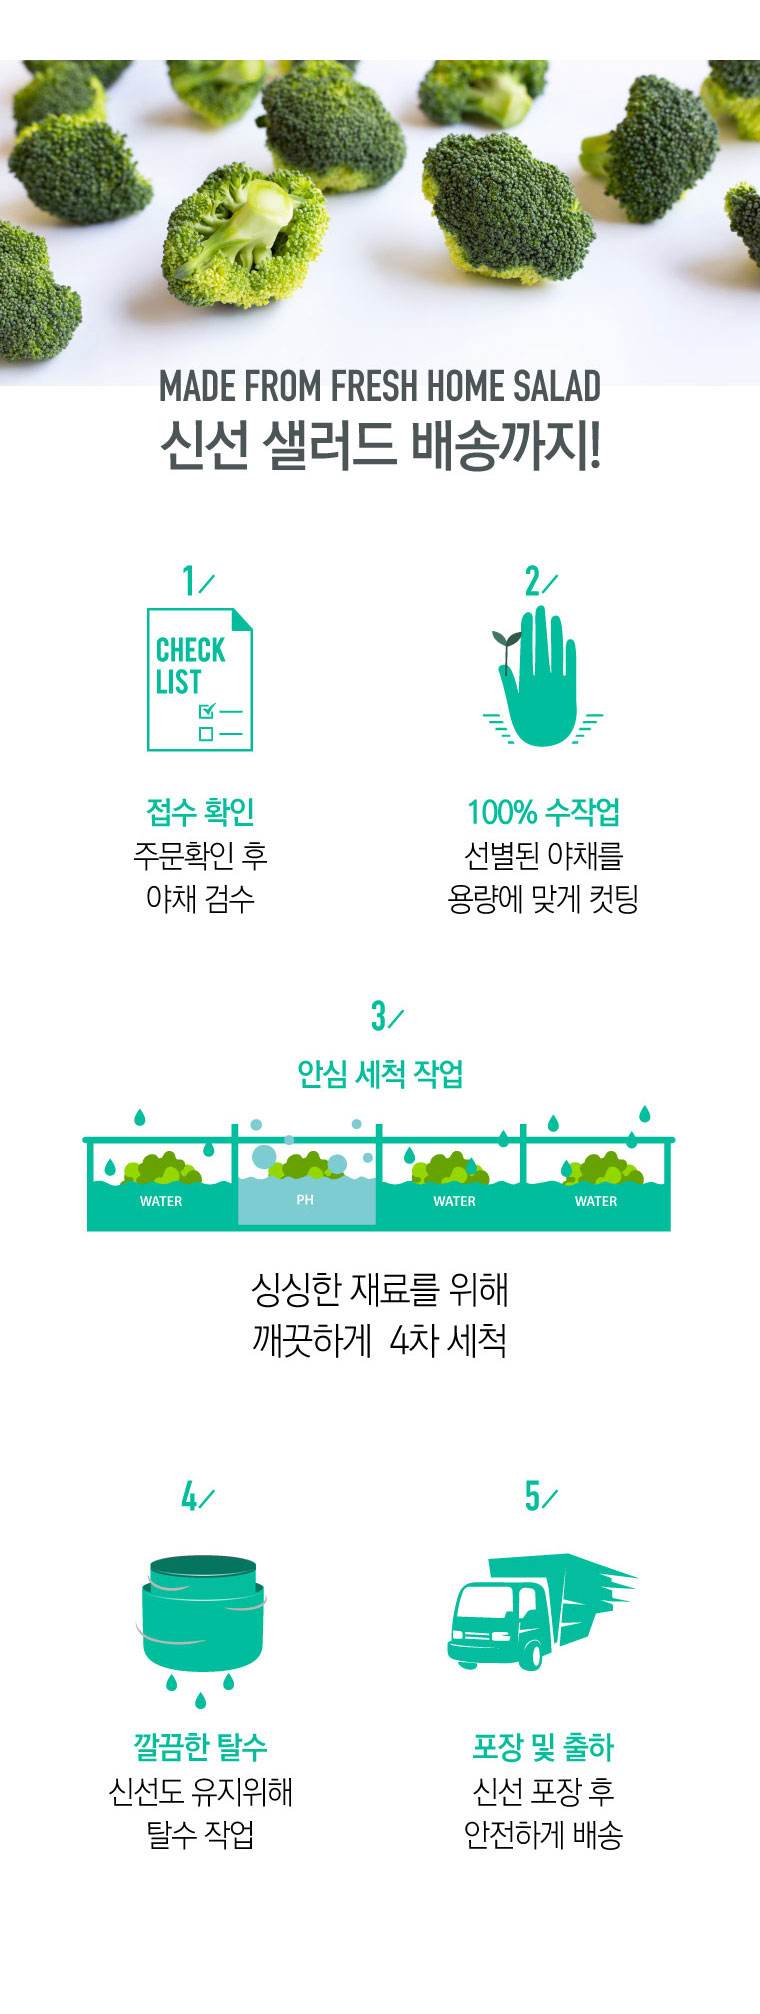 MADE FROM FRESH HOME SALAD
신선 샐러드 배송까지!
1/
CHECK
LIST
접수 확인
주문확인 후
야채 검수
2/
100% 수작업
선별된 야채를
용량에 맞게 컷팅
3/
안심 세척 작업
WATER
PH
WATER
WATER
싱싱한 재료를 위해
깨끗하게 4차 세척
4/
깔끔한 탈수
신선도 유지위해
탈수 작업
5/
포장 및 출하
신선 포장 후
안전하게 배송